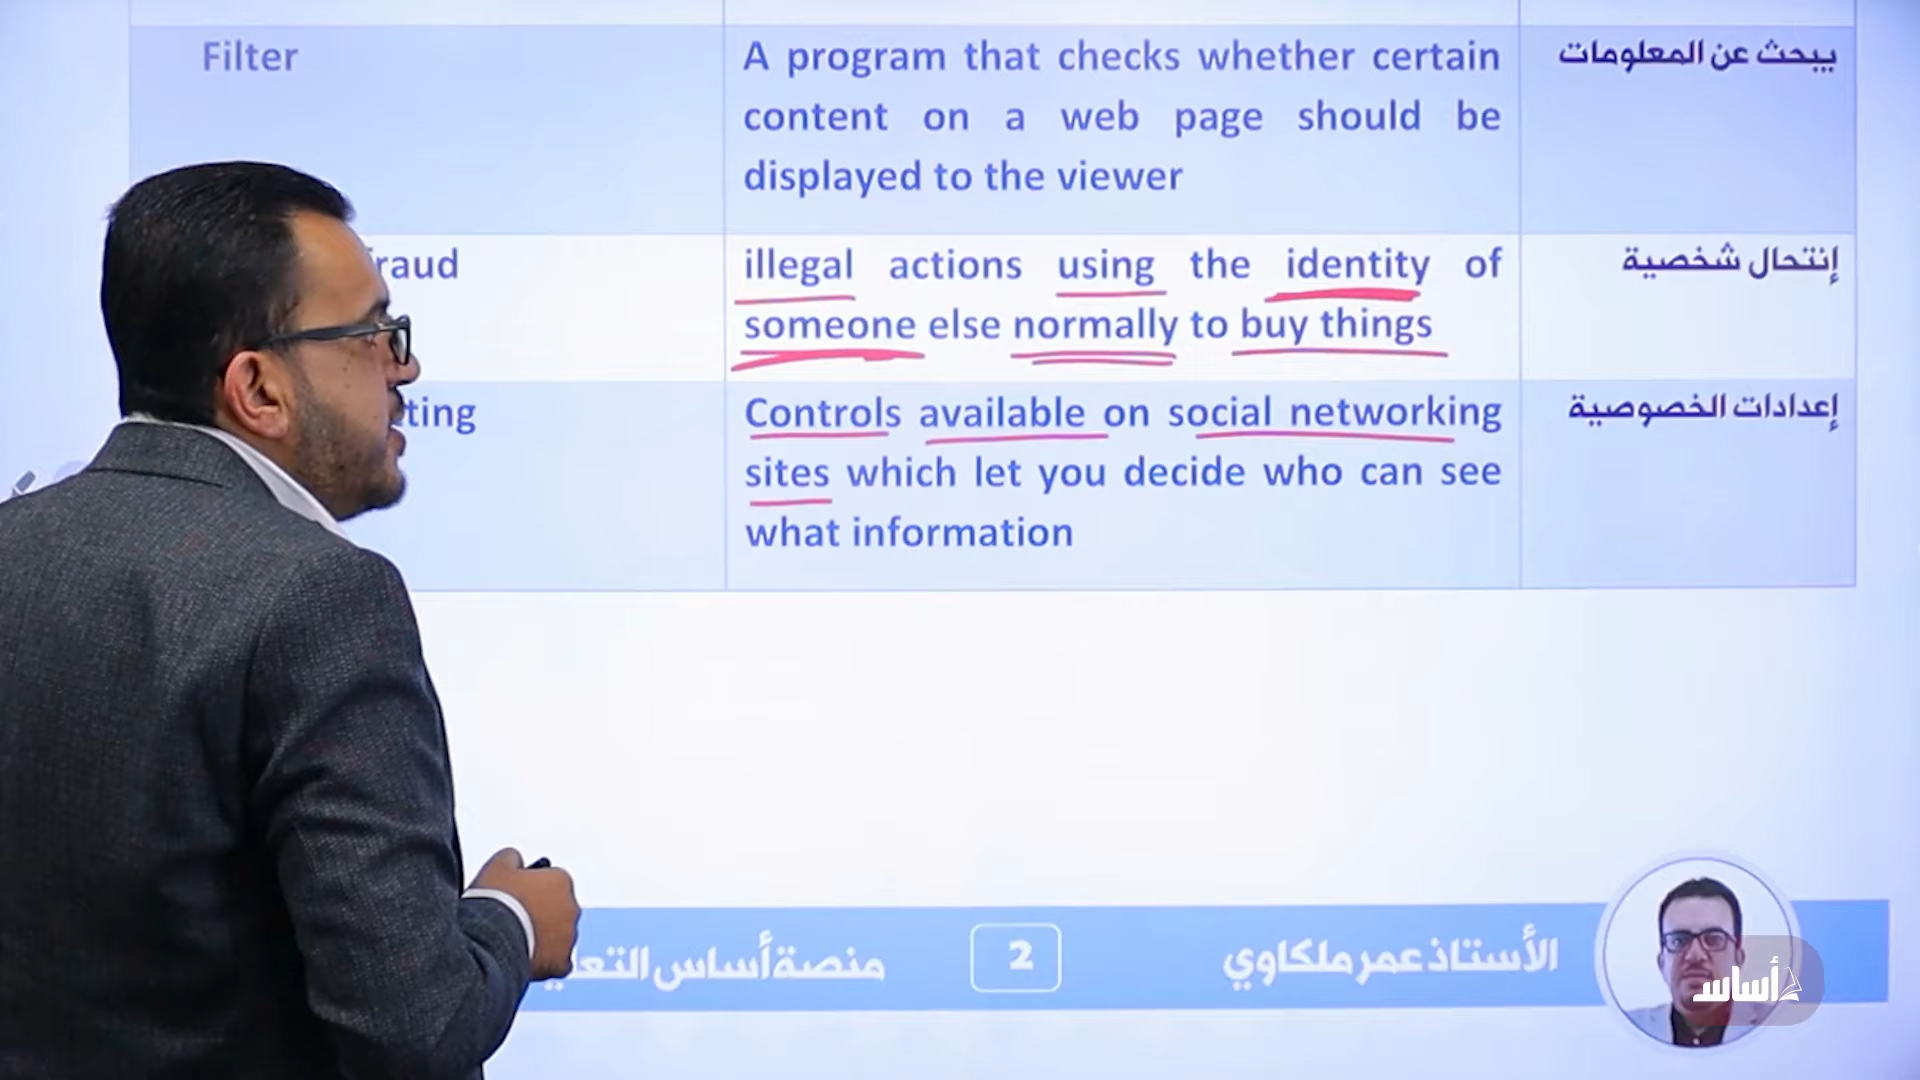 Filter
A program that checks whether certain
content on a web page should be
displayed to the viewer
يبحث عن المعلومات
raud
illegal actions using the identity of
someone else normally to buy things
إنتحال شخصية
ting
Controls available on social networking
sites which let you decide who can see
what information
إعدادات الخصوصية
الأستاذ عمر ملكاوي
2
منصة أساس التعلي
أساس